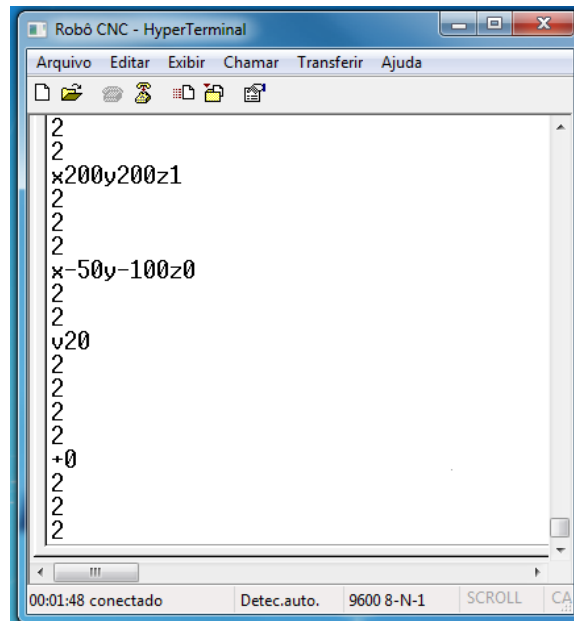 Robô CNC - HyperTerminal
Arquivo Editar Exibir Chamar Transferir Ajuda
2
2
x200y200z1
2
2
2
x-50y-100z0
2
2
v20
2
2
2
2
+0
2
2
2
00:01:48 conectado Detec.auto. 9600 8-N-1 SCROLL CA